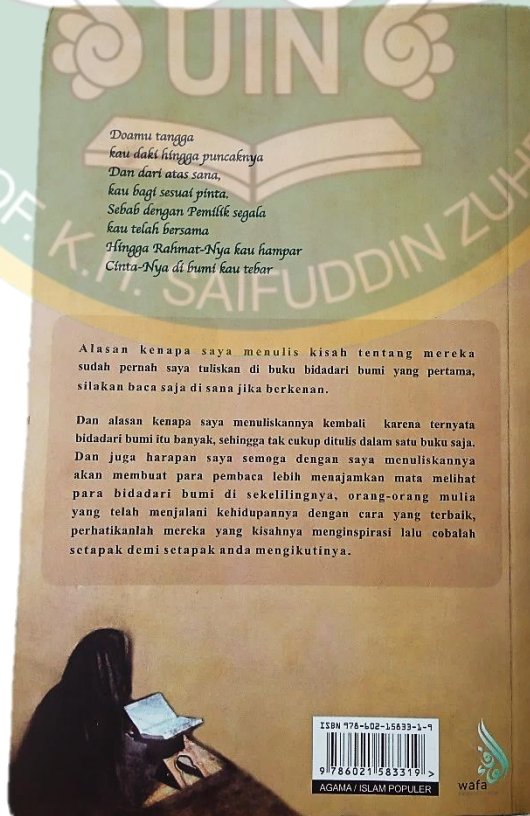 UIN
OF. K.H. SAIFUDDIN ZUH
Doamu tangga
kau daki hingga puncaknya
Dan dari atas sana,
kau bagi sesuai pinta.
Sebab dengan Pemilik segala
kau telah bersama
Hingga Rahmat-Nya kau hampar
Cinta-Nya di bumi kau tebar
Alasan kenapa saya menulis kisah tentang mereka
sudah pernah saya tuliskan di buku bidadari bumi yang pertama,
silakan baca saja di sana jika berkenan.
Dan alasan kenapa saya menuliskannya kembali karena ternyata
bidadari bumi itu banyak, sehingga tak cukup ditulis dalam satu buku saja.
Dan juga harapan saya semoga dengan saya menuliskannya
akan membuat para pembaca lebih menajamkan mata melihat
para bidadari bumi di sekelilingnya, orang-orang mulia
yang telah menjalani kehidupannya dengan cara yang terbaik,
perhatikanlah mereka yang kisahnya menginspirasi lalu cobalah
setapak demi setapak anda mengikutinya.
ISBN 978-602-15833-1-9
9 786021 583319 >
AGAMA / ISLAM POPULER
wafa